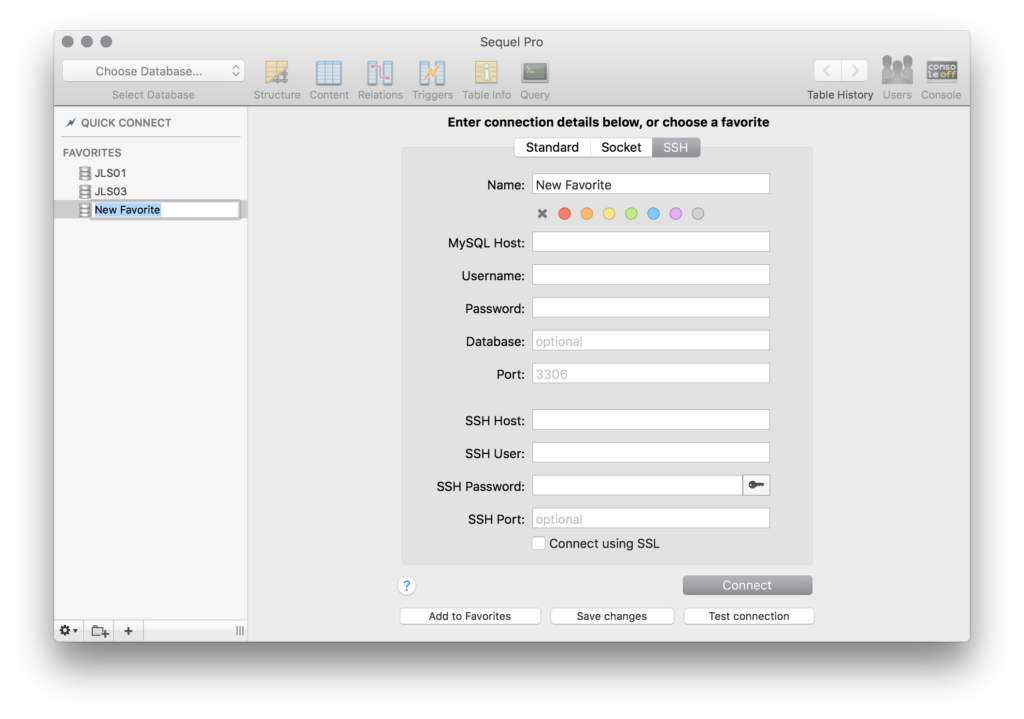 Sequel Pro
Choose Database...
Select Database
Structure
Content
Relations
Triggers
Table Info
Query
Table History
Users
conso
le off
Console
QUICK CONNECT
FAVORITES
JLS01
JLS03
New Favorite
Enter connection details below, or choose a favorite
Standard Socket SSH
Name: New Favorite
MySQL Host:
Username:
Password:
Database: optional
Port: 3306
SSH Host:
SSH User:
SSH Password:
SSH Port: optional
Connect using SSL
? Connect
Add to Favorites Save changes Test connection